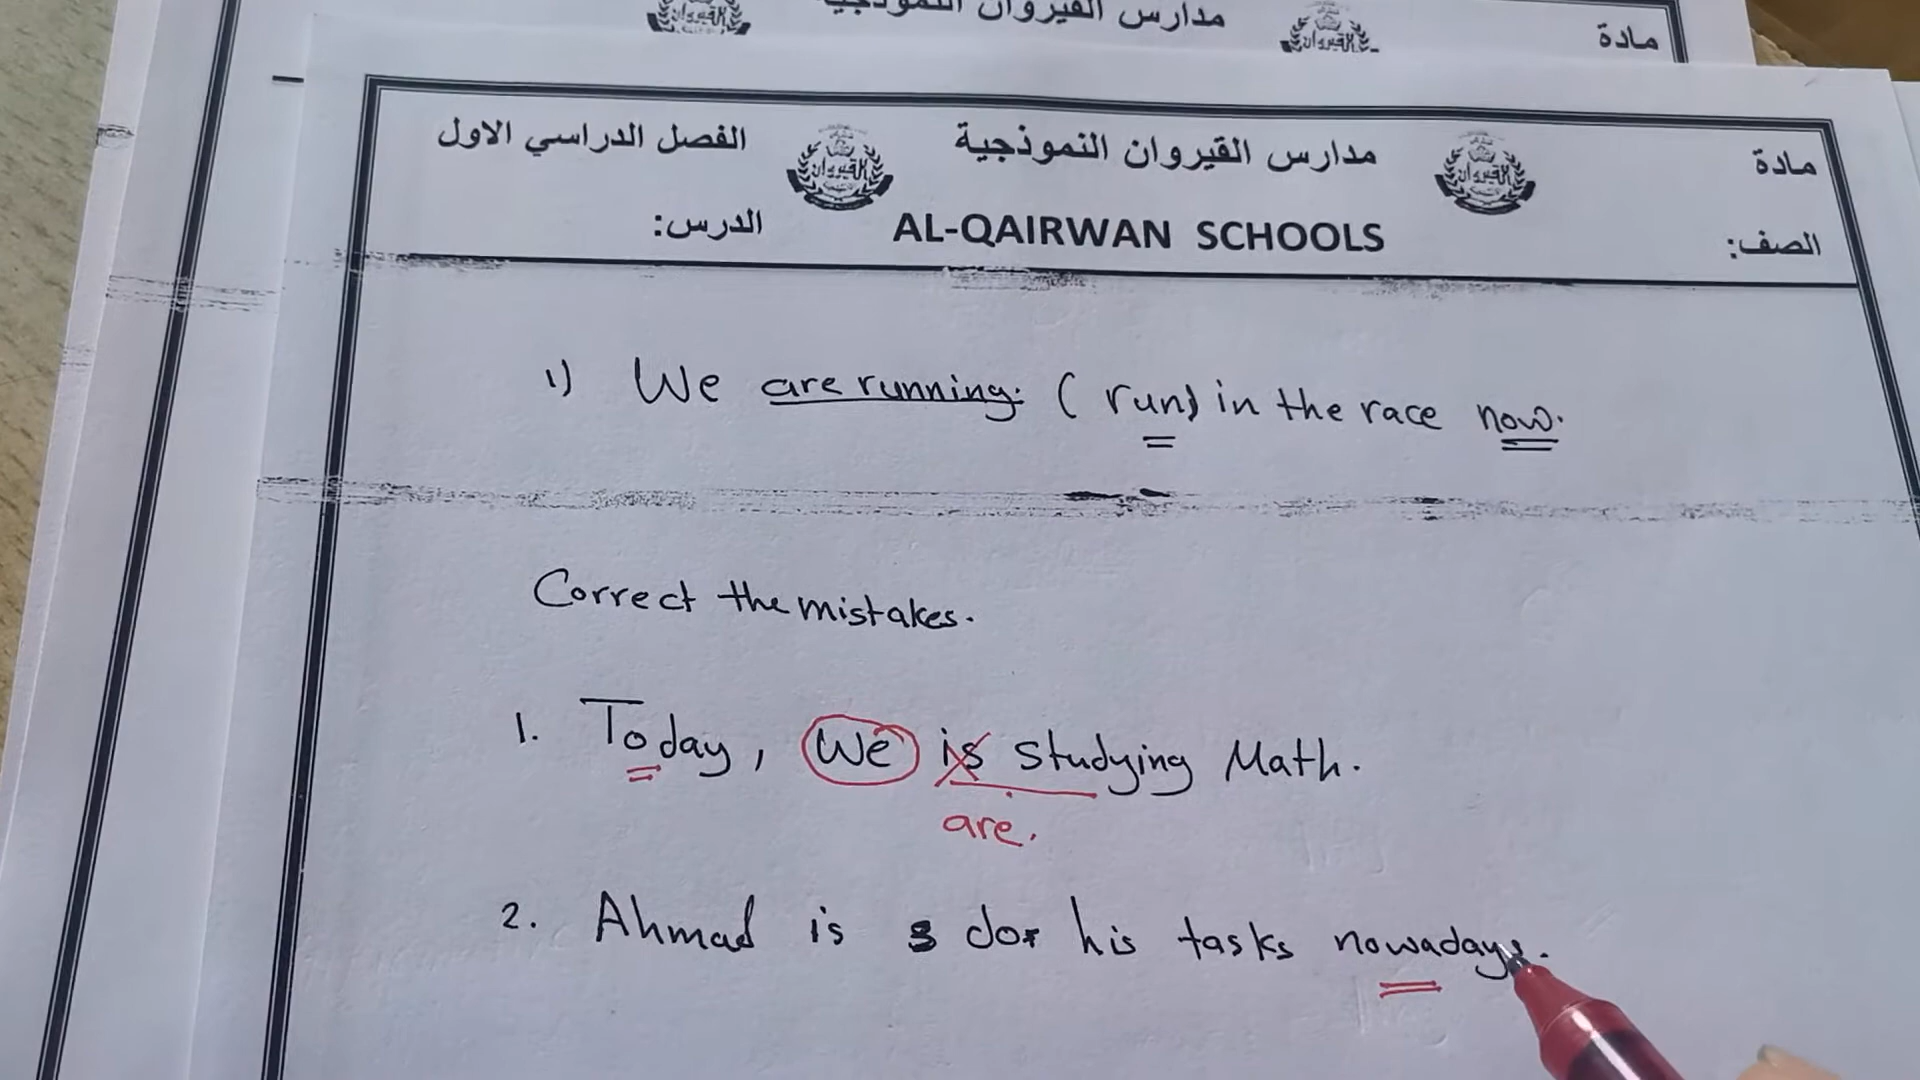 مدارس القيروان النموذجية
مادة
الفصل الدراسي الاول
مدارس القيروان النموذجية
مادة
الدرس:
AL-QAIRWAN SCHOOLS
الصف:
1) We are running. (run) in the race now.
Correct the mistakes.
1. Today, We is studying Math.
are.
2. Ahmad is do his tasks nowadays.